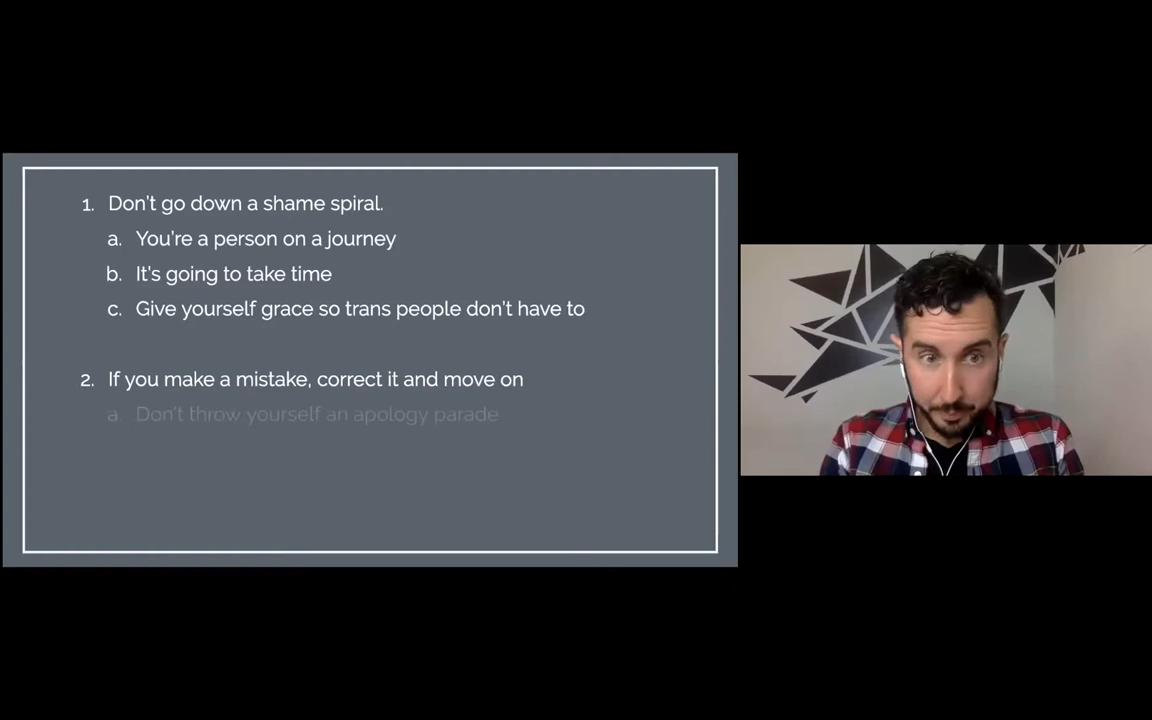 1. Don't go down a shame spiral.
a. You're a person on a journey
b. It's going to take time
c. Give yourself grace so trans people don't have to
2. If you make a mistake, correct it and move on
a. Don't throw yourself an apology parade